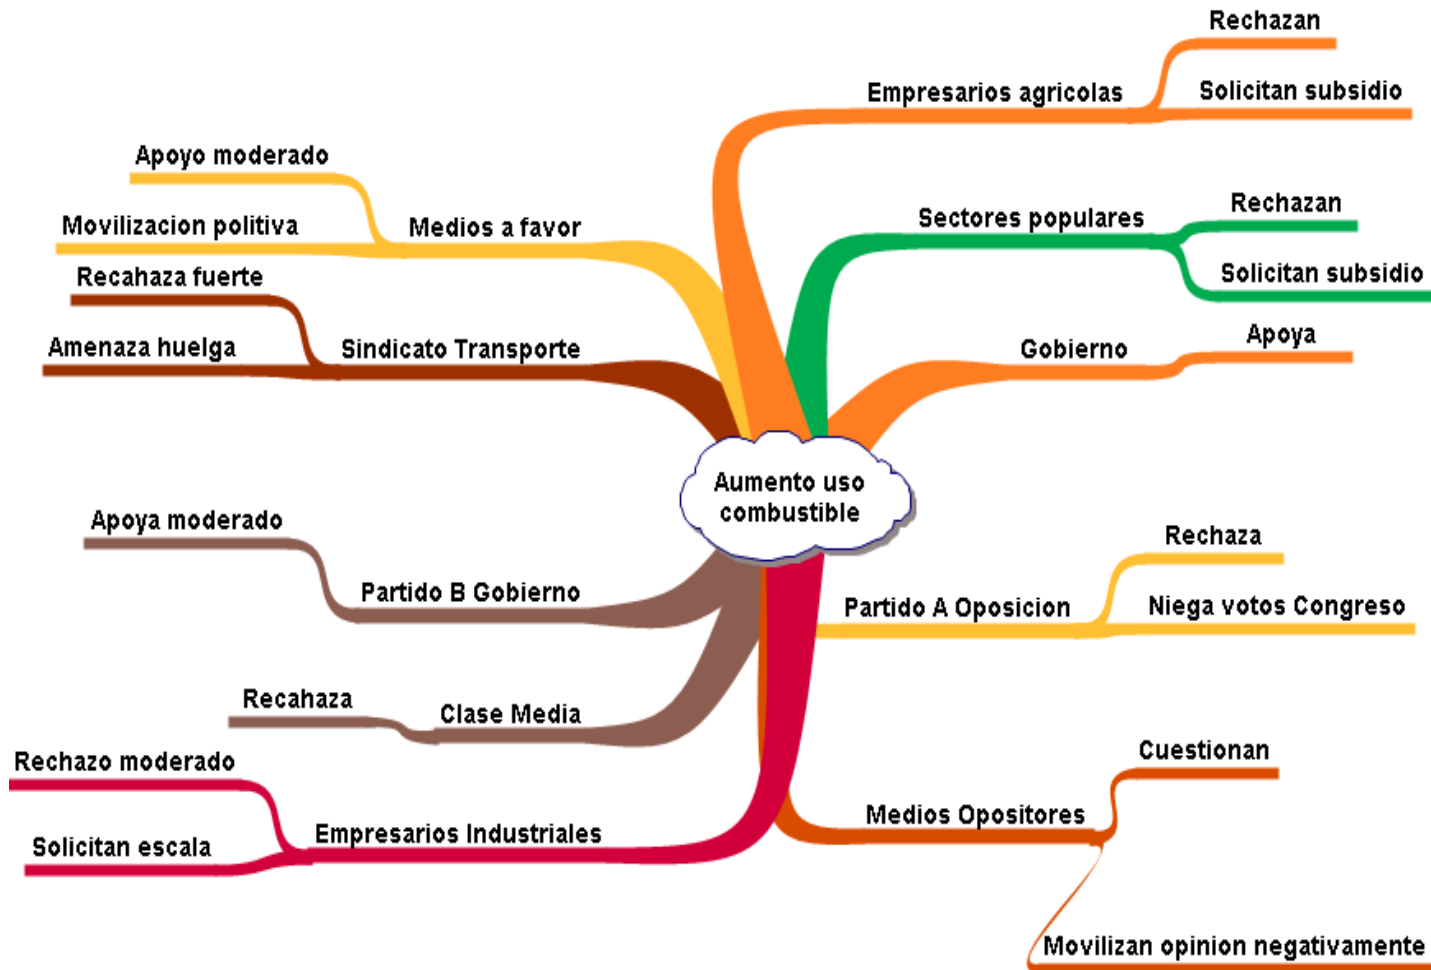 Rechazan
Empresarios agricolas
Solicitan subsidio
Apoyo moderado
Movilizacion politiva
Medios a favor
Sectores populares
Rechazan
Solicitan subsidio
Recahaza fuerte
Amenaza huelga
Sindicato Transporte
Gobierno
Apoya
Aumento uso
combustible
Apoya moderado
Partido B Gobierno
Rechaza
Partido A Oposicion
Niega votos Congreso
Recahaza
Clase Media
Rechazo moderado
Solicitan escala
Empresarios Industriales
Cuestionan
Medios Opositores
Movilizan opinion negativamente